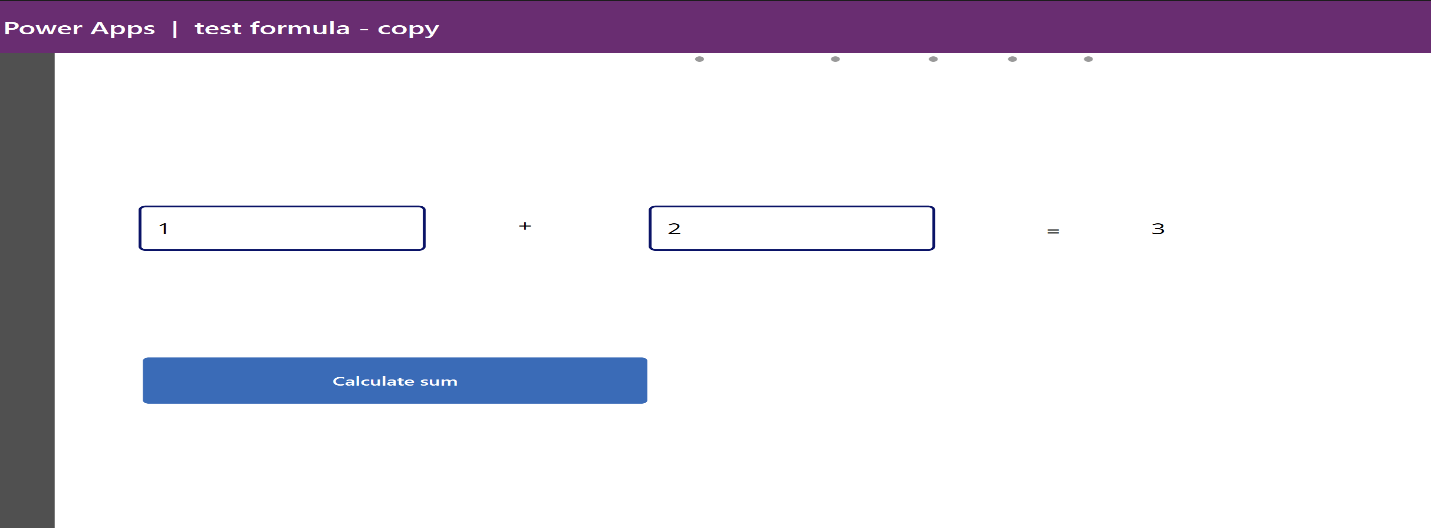 Power Apps | test formula - copy
1 + 2 = 3
Calculate sum